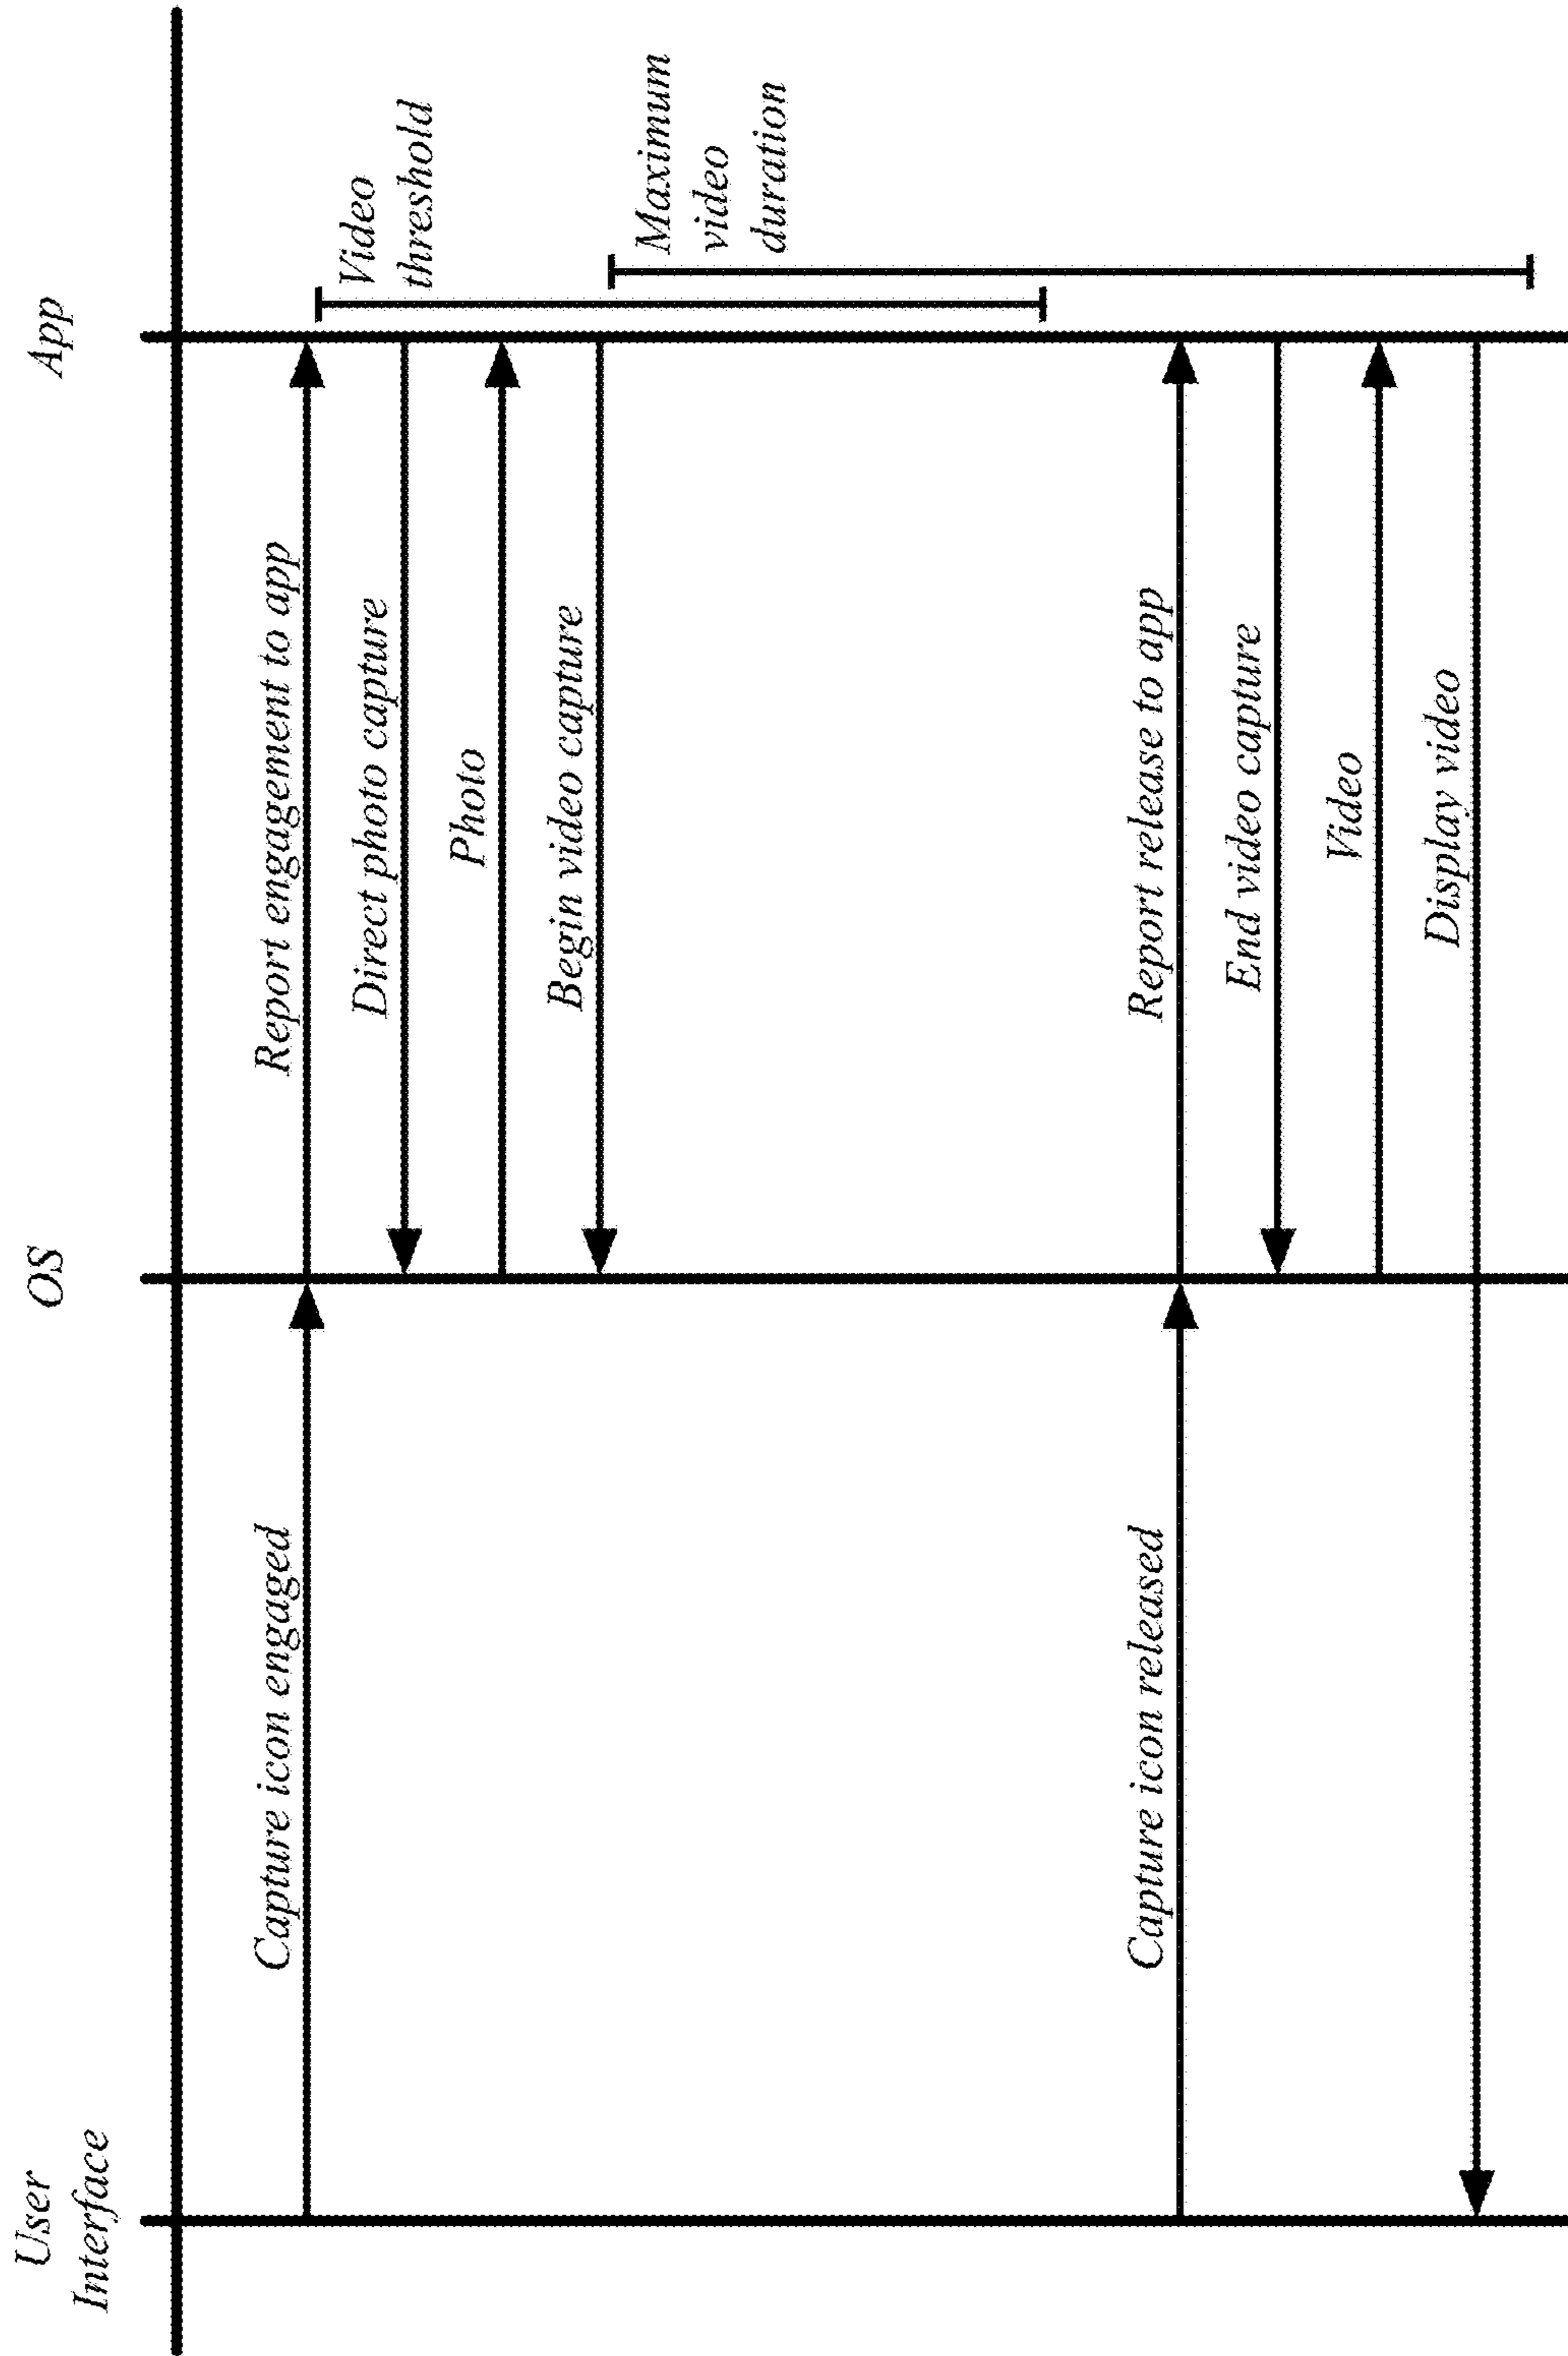 User
Interface
OS
App
Capture icon engaged
Report engagement to app
Direct photo capture
Photo
Begin video capture
Video
threshold
Maximum
video
duration
Capture icon released
Report release to app
End video capture
Video
Display video